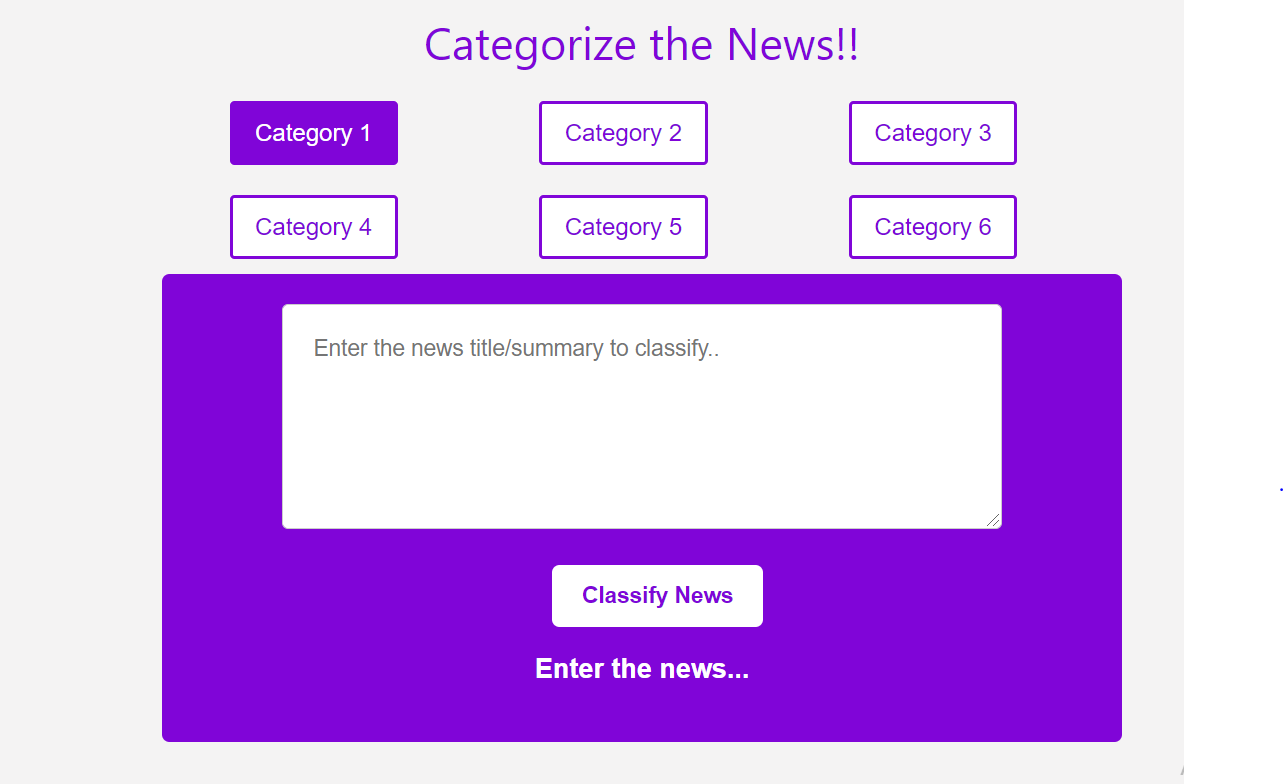 Categorize the News!!
Category 1
Category 2
Category 3
Category 4
Category 5
Category 6
Enter the news title/summary to classify..
Classify News
Enter the news...